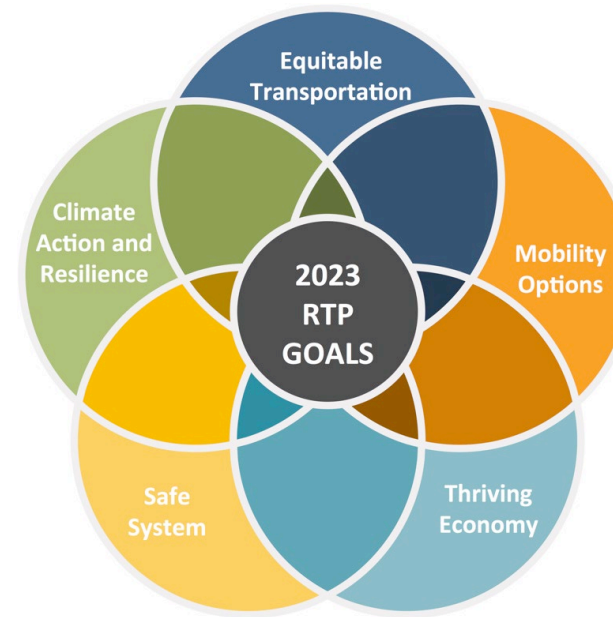 Equitable
Transportation
Climate
Action and
Resilience
Mobility
Options
2023
RTP
GOALS
Safe
System
Thriving
Economy